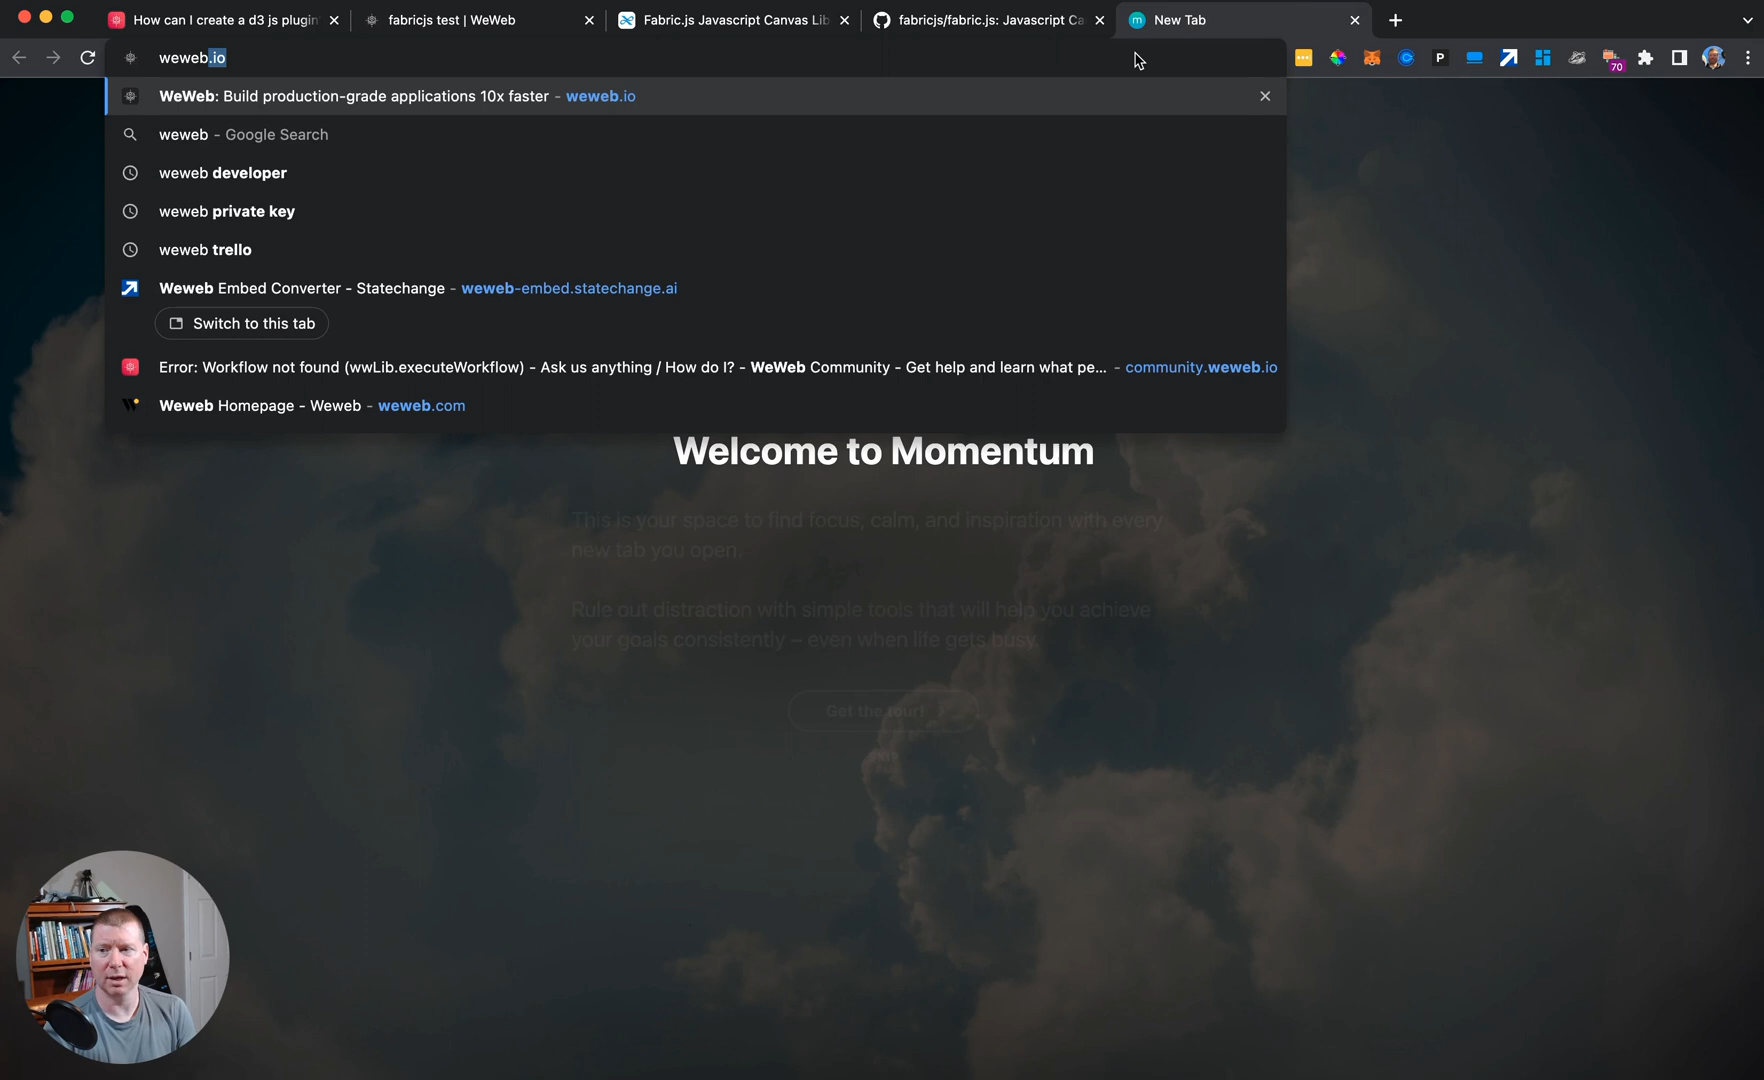 How can I create a d3 js plugin
fabricjs test | WeWeb
Fabric.js Javascript Canvas Lib
fabricjs/fabric.js: Javascript Ca
New Tab
weweb.io
P
70
WeWeb: Build production-grade applications 10x faster - weweb.io
weweb - Google Search
weweb developer
weweb private key
weweb trello
Weweb Embed Converter - Statechange - weweb-embed.statechange.ai
Switch to this tab
Error: Workflow not found (wwLib.executeWorkflow) - Ask us anything / How do I? - WeWeb Community - Get help and learn what pe... - community.weweb.io
Weweb Homepage - Weweb - weweb.com
Welcome to Momentum
This is your space to find focus, calm, and inspiration with every
new tab you open.
Rule out distraction with simple tools that will help you achieve
your goals consistently – even when life gets busy.
Get the tour!